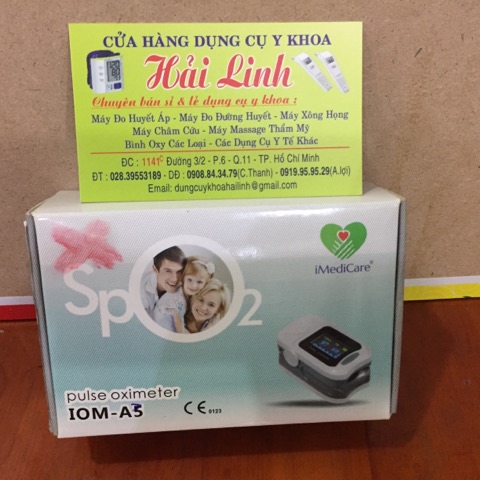 CỬA HÀNG DỤNG CỤ Y KHOA
Hải Linh
Chuyên bán sỉ & lẻ dụng cụ y khoa :
Máy Đo Huyết Áp - Máy Đo Đường Huyết - Máy Xông Họng
Máy Châm Cứu - Máy Massage Thẩm Mỹ
Bình Oxy Các Loại - Các Dụng Cụ Y Tế Khác
ĐC : 1141C Đường 3/2 - P.6 - Q.11 - TP. Hồ Chí Minh
ĐT : 028.39553189 - DĐ : 0908.84.34.79(C.Thanh) - 0919.95.95.29(A.lợi)
Email: dungcuykhoahailinh@gmail.com
SpO2
iMediCare®
pulse oximeter
IOM-A3
CE 0123